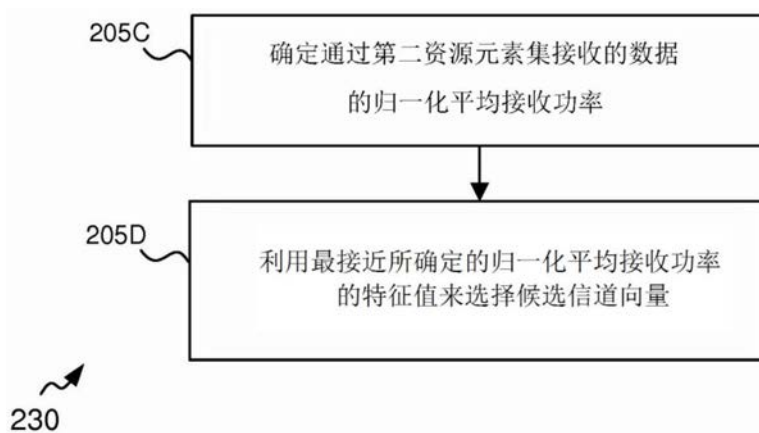 205C
确定通过第二资源元素集接收的数据
的归一化平均接收功率
205D
利用最接近所确定的归一化平均接收功率
的特征值来选择候选信道向量
230